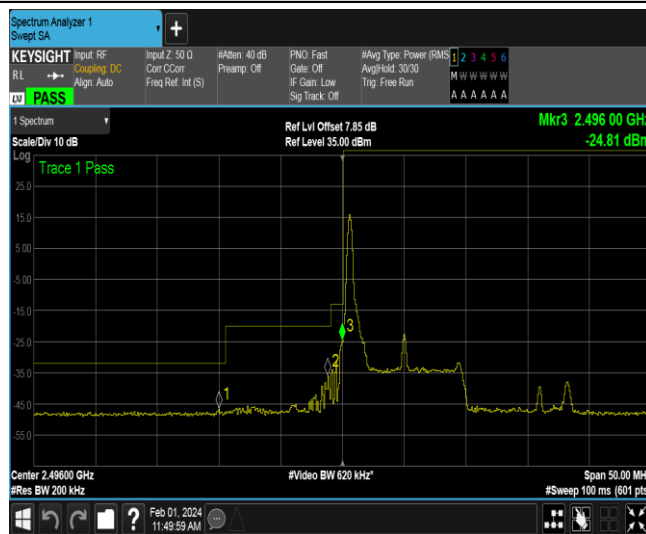 Spectrum Analyzer 1
Swept SA
+
KEYSIGHT Input: RF Input Z: 50 Ω #Atten: 40 dB PNO: Fast #Avg Type: Power (RMS 1 2 3 4 5 6
RL Coupling: DC Corr CCorr Preamp: Off Gate: Off Avg|Hold: 30/30 M W W W W W
Align: Auto Freq Ref: Int (S) IF Gain: Low Trig: Free Run
LXI PASS Sig Track: Off A A A A A A
1 Spectrum Ref Lvl Offset 7.85 dB Mkr3 2.496 00 GHz
Scale/Div 10 dB Ref Level 35.00 dBm -24.81 dBm
Log
Trace 1 Pass
25.0
15.0
5.00
-5.00
-15.0
3
-25.0
2
-35.0
1
-45.0
-55.0
Center 2.49600 GHz #Video BW 620 kHz* Span 50.00 MH
#Res BW 200 kHz #Sweep 100 ms (601 pts
? Feb 01, 2024
11:49:59 AM